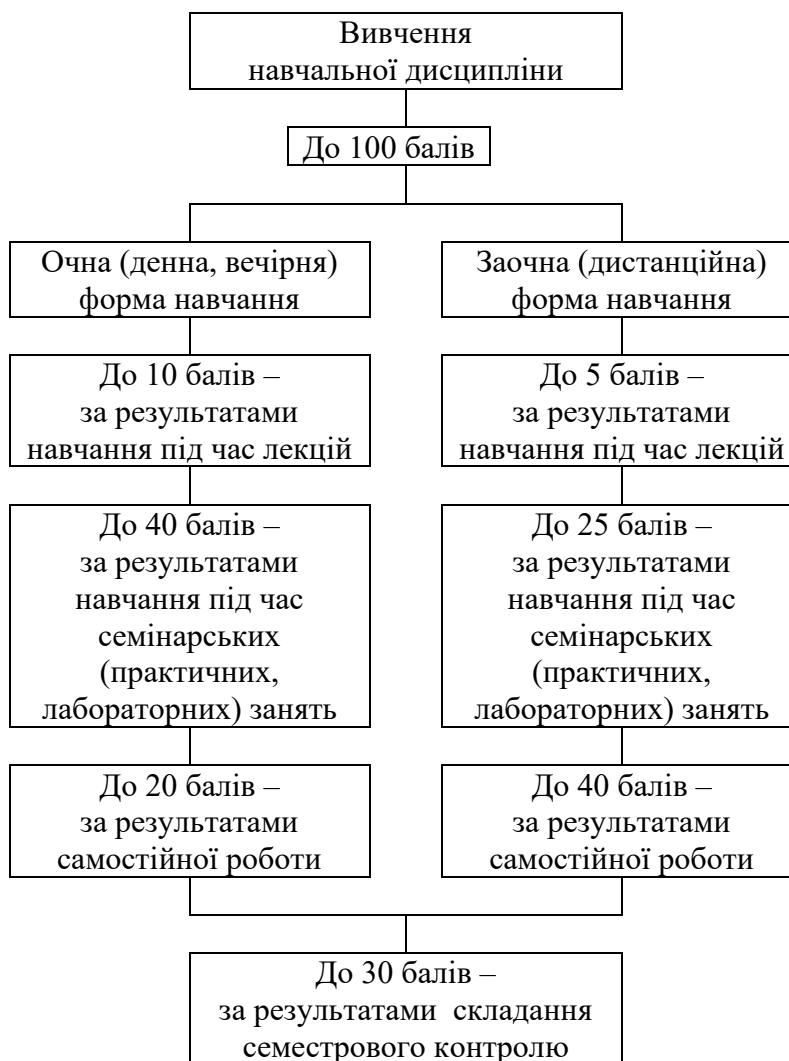 Вивчення
навчальної дисципліни
До 100 балів
Очна (денна, вечірня)
форма навчання
До 10 балів –
за результатами
навчання під час лекцій
До 40 балів –
за результатами
навчання під час
семінарських
(практичних,
лабораторних) занять
До 20 балів –
за результатами
самостійної роботи
Заочна (дистанційна)
форма навчання
До 5 балів –
за результатами
навчання під час лекцій
До 25 балів –
за результатами
навчання під час
семінарських
(практичних,
лабораторних) занять
До 40 балів –
за результатами
самостійної роботи
До 30 балів –
за результатами складання
семестрового контролю